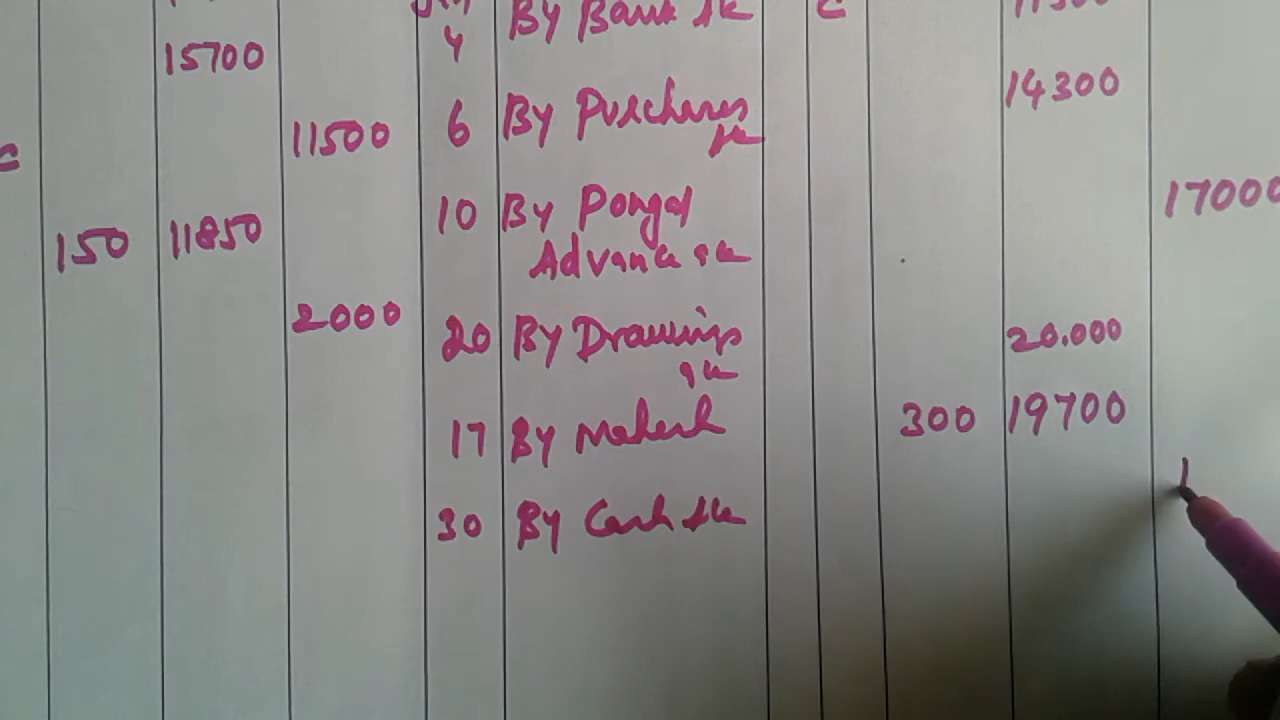 By Bank A/c C 11500
15700 4
14300
11500 6 By Purchases
A/c
17000
150 11850 10 By Pongal
Advance a/c
2000 20 By Drawings 20.000
a/c
300 19700
17 By Mahesh
30 By Cash A/c
C